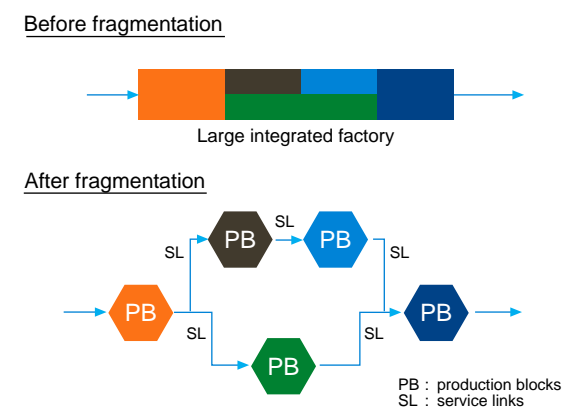 Before fragmentation
Large integrated factory
After fragmentation
SL
PB
SL
PB
SL
PB
PB
SL
SL
PB
PB : production blocks
SL : service links